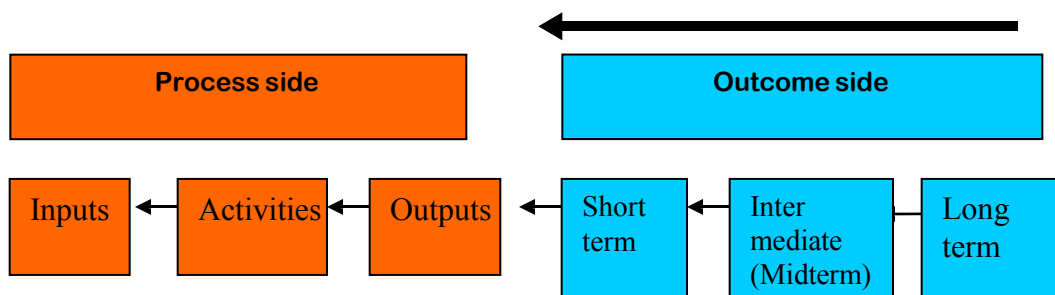 Process side
Outcome side
Inputs
Activities
Outputs
Short
term
Inter
mediate
(Midterm)
Long
term